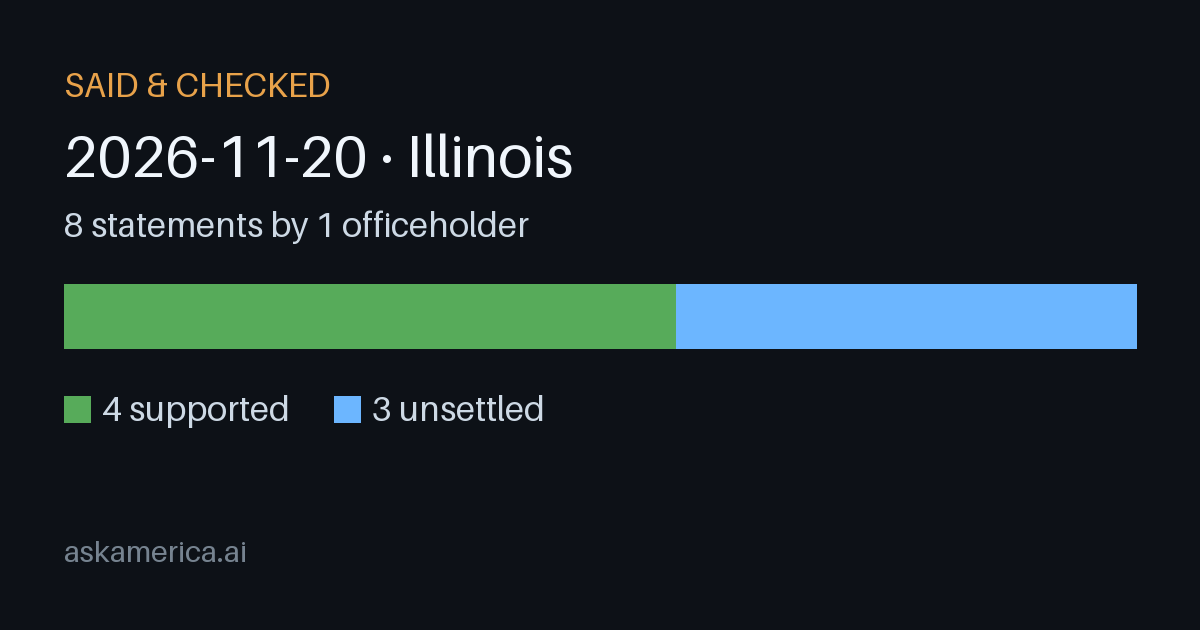 SAID & CHECKED
2026-11-20 · Illinois
8 statements by 1 officeholder
4 supported 3 unsettled
askamerica.ai